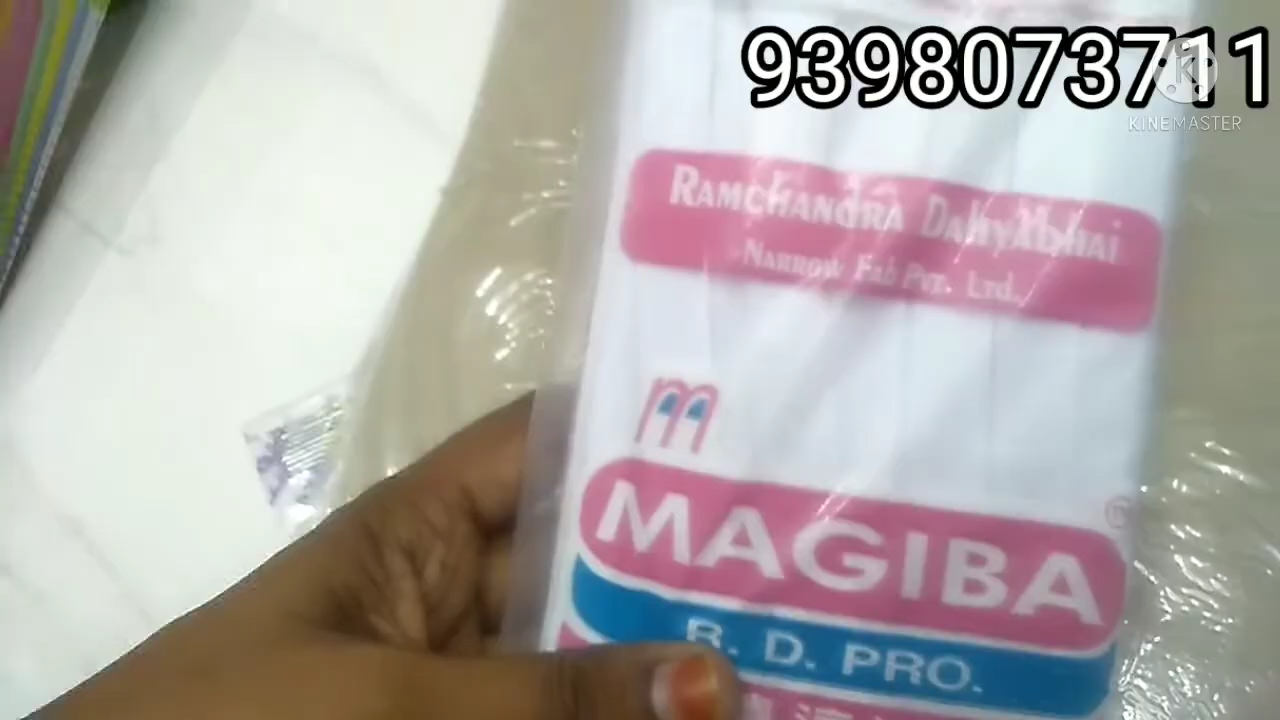 9398073711
KINEMASTER
RAMCHANDRA DAHYABHAI
NARROW FAB PVT. LTD.
m
MAGIBA
R. D. PRO.